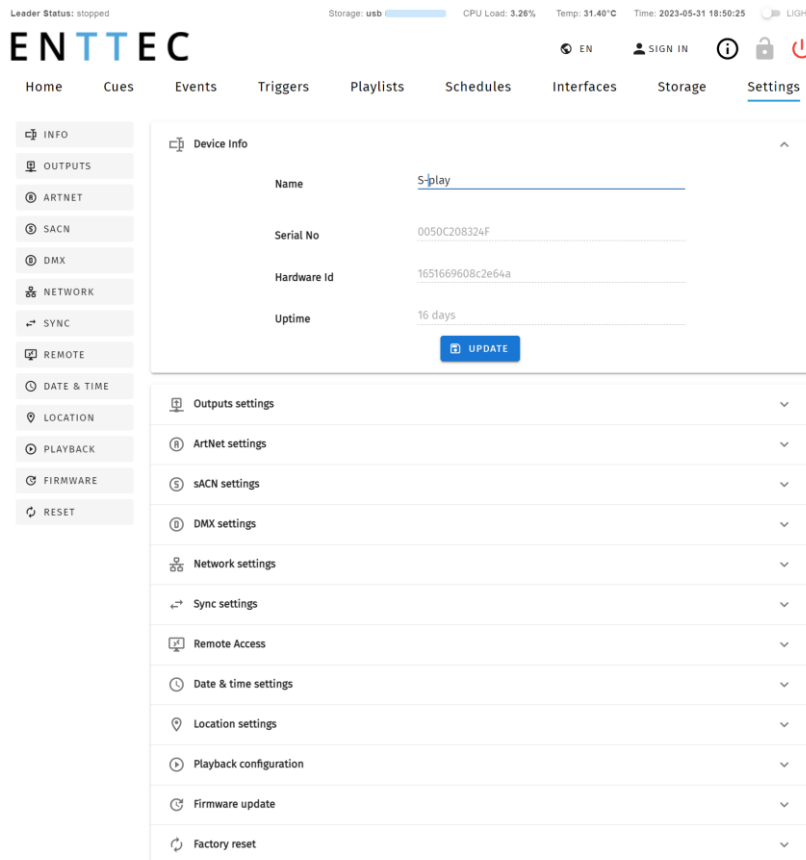 Leader Status: stopped Storage: usb CPU Load: 3.26% Temp: 31.40°C Time: 2023-05-31 18:50:25 LIGH
ENTTEC EN SIGN IN
Home Cues Events Triggers Playlists Schedules Interfaces Storage Settings
INFO
OUTPUTS
ARTNET
SACN
DMX
NETWORK
SYNC
REMOTE
DATE & TIME
LOCATION
PLAYBACK
FIRMWARE
RESET
Device Info
Name S-play
Serial No 0050C208324F
Hardware Id 1651669608c2e64a
Uptime 16 days
UPDATE
Outputs settings
ArtNet settings
sACN settings
DMX settings
Network settings
Sync settings
Remote Access
Date & time settings
Location settings
Playback configuration
Firmware update
Factory reset